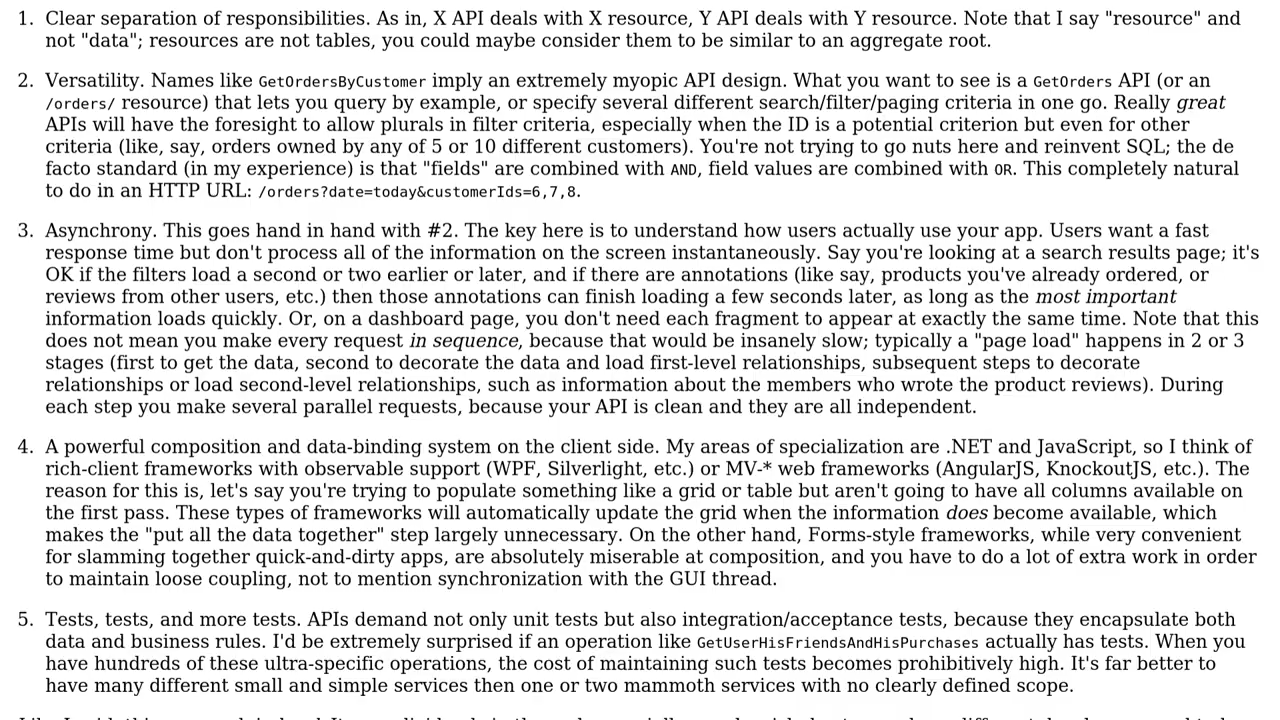 1. Clear separation of responsibilities. As in, X API deals with X resource, Y API deals with Y resource. Note that I say "resource" and
not "data"; resources are not tables, you could maybe consider them to be similar to an aggregate root.
2. Versatility. Names like GetOrdersByCustomer imply an extremely myopic API design. What you want to see is a GetOrders API (or an
/orders/ resource) that lets you query by example, or specify several different search/filter/paging criteria in one go. Really great
APIs will have the foresight to allow plurals in filter criteria, especially when the ID is a potential criterion but even for other
criteria (like, say, orders owned by any of 5 or 10 different customers). You're not trying to go nuts here and reinvent SQL; the de
facto standard (in my experience) is that "fields" are combined with AND, field values are combined with OR. This completely natural
to do in an HTTP URL: /orders?date=today&customerIds=6,7,8.
3. Asynchrony. This goes hand in hand with #2. The key here is to understand how users actually use your app. Users want a fast
response time but don't process all of the information on the screen instantaneously. Say you're looking at a search results page; it's
OK if the filters load a second or two earlier or later, and if there are annotations (like say, products you've already ordered, or
reviews from other users, etc.) then those annotations can finish loading a few seconds later, as long as the most important
information loads quickly. Or, on a dashboard page, you don't need each fragment to appear at exactly the same time. Note that this
does not mean you make every request in sequence, because that would be insanely slow; typically a "page load" happens in 2 or 3
stages (first to get the data, second to decorate the data and load first-level relationships, subsequent steps to decorate
relationships or load second-level relationships, such as information about the members who wrote the product reviews). During
each step you make several parallel requests, because your API is clean and they are all independent.
4. A powerful composition and data-binding system on the client side. My areas of specialization are .NET and JavaScript, so I think of
rich-client frameworks with observable support (WPF, Silverlight, etc.) or MV-* web frameworks (AngularJS, KnockoutJS, etc.). The
reason for this is, let's say you're trying to populate something like a grid or table but aren't going to have all columns available on
the first pass. These types of frameworks will automatically update the grid when the information does become available, which
makes the "put all the data together" step largely unnecessary. On the other hand, Forms-style frameworks, while very convenient
for slamming together quick-and-dirty apps, are absolutely miserable at composition, and you have to do a lot of extra work in order
to maintain loose coupling, not to mention synchronization with the GUI thread.
5. Tests, tests, and more tests. APIs demand not only unit tests but also integration/acceptance tests, because they encapsulate both
data and business rules. I'd be extremely surprised if an operation like GetUserHisFriendsAndHisPurchases actually has tests. When you
have hundreds of these ultra-specific operations, the cost of maintaining such tests becomes prohibitively high. It's far better to
have many different small and simple services then one or two mammoth services with no clearly defined scope.